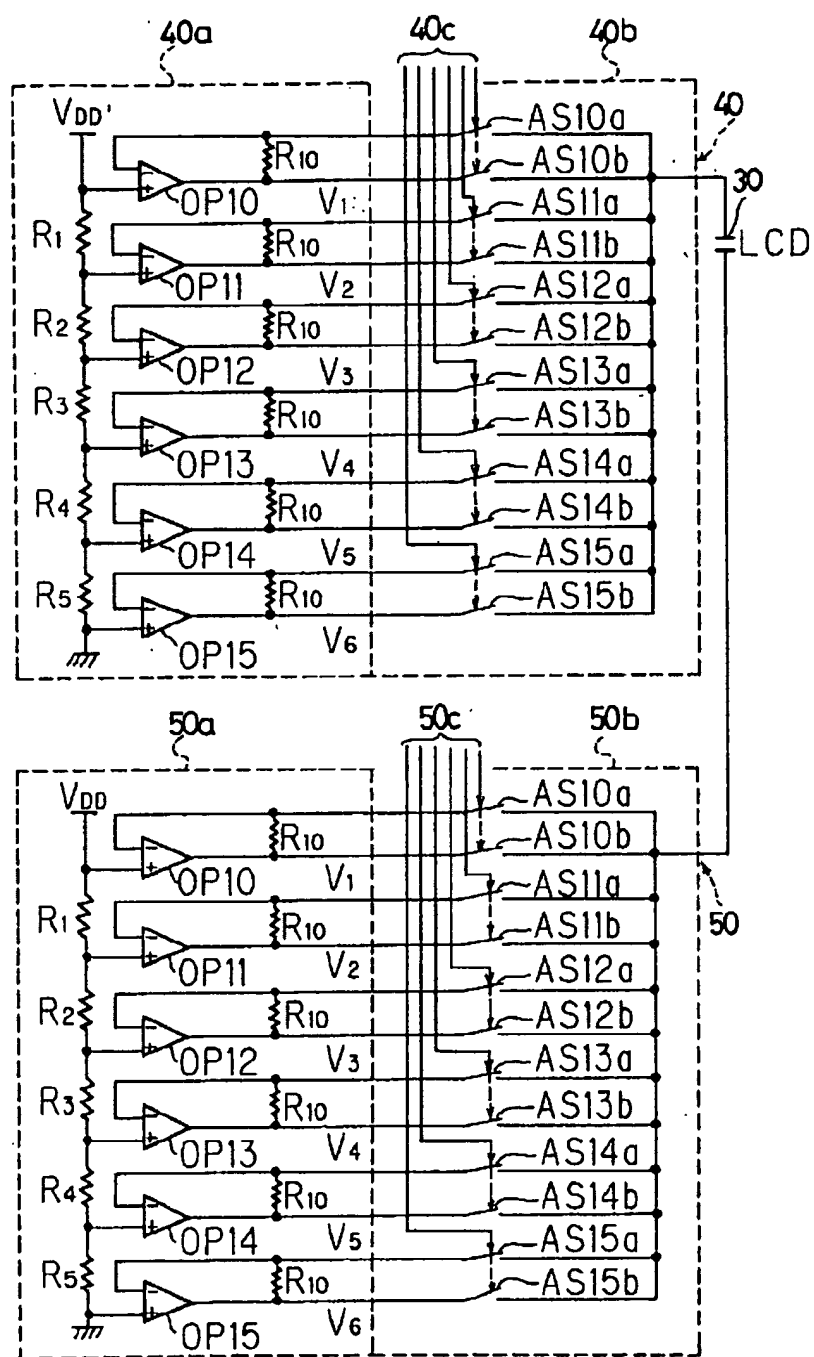 40a 40c 40b
VDD'
AS10a
40
R10
AS10b
30
OP10
V1
AS11a
LCD
R1
R10
AS11b
OP11
V2
AS12a
R2
R10
AS12b
OP12
V3
AS13a
R3
R10
AS13b
OP13
V4
AS14a
R4
R10
AS14b
OP14
V5
AS15a
R5
R10
AS15b
OP15
V6
50a 50c 50b
VDD
AS10a
R10
AS10b
OP10
V1
AS11a
50
R1
R10
AS11b
OP11
V2
AS12a
R2
R10
AS12b
OP12
V3
AS13a
R3
R10
AS13b
OP13
V4
AS14a
R4
R10
AS14b
OP14
V5
AS15a
R5
R10
AS15b
OP15
V6